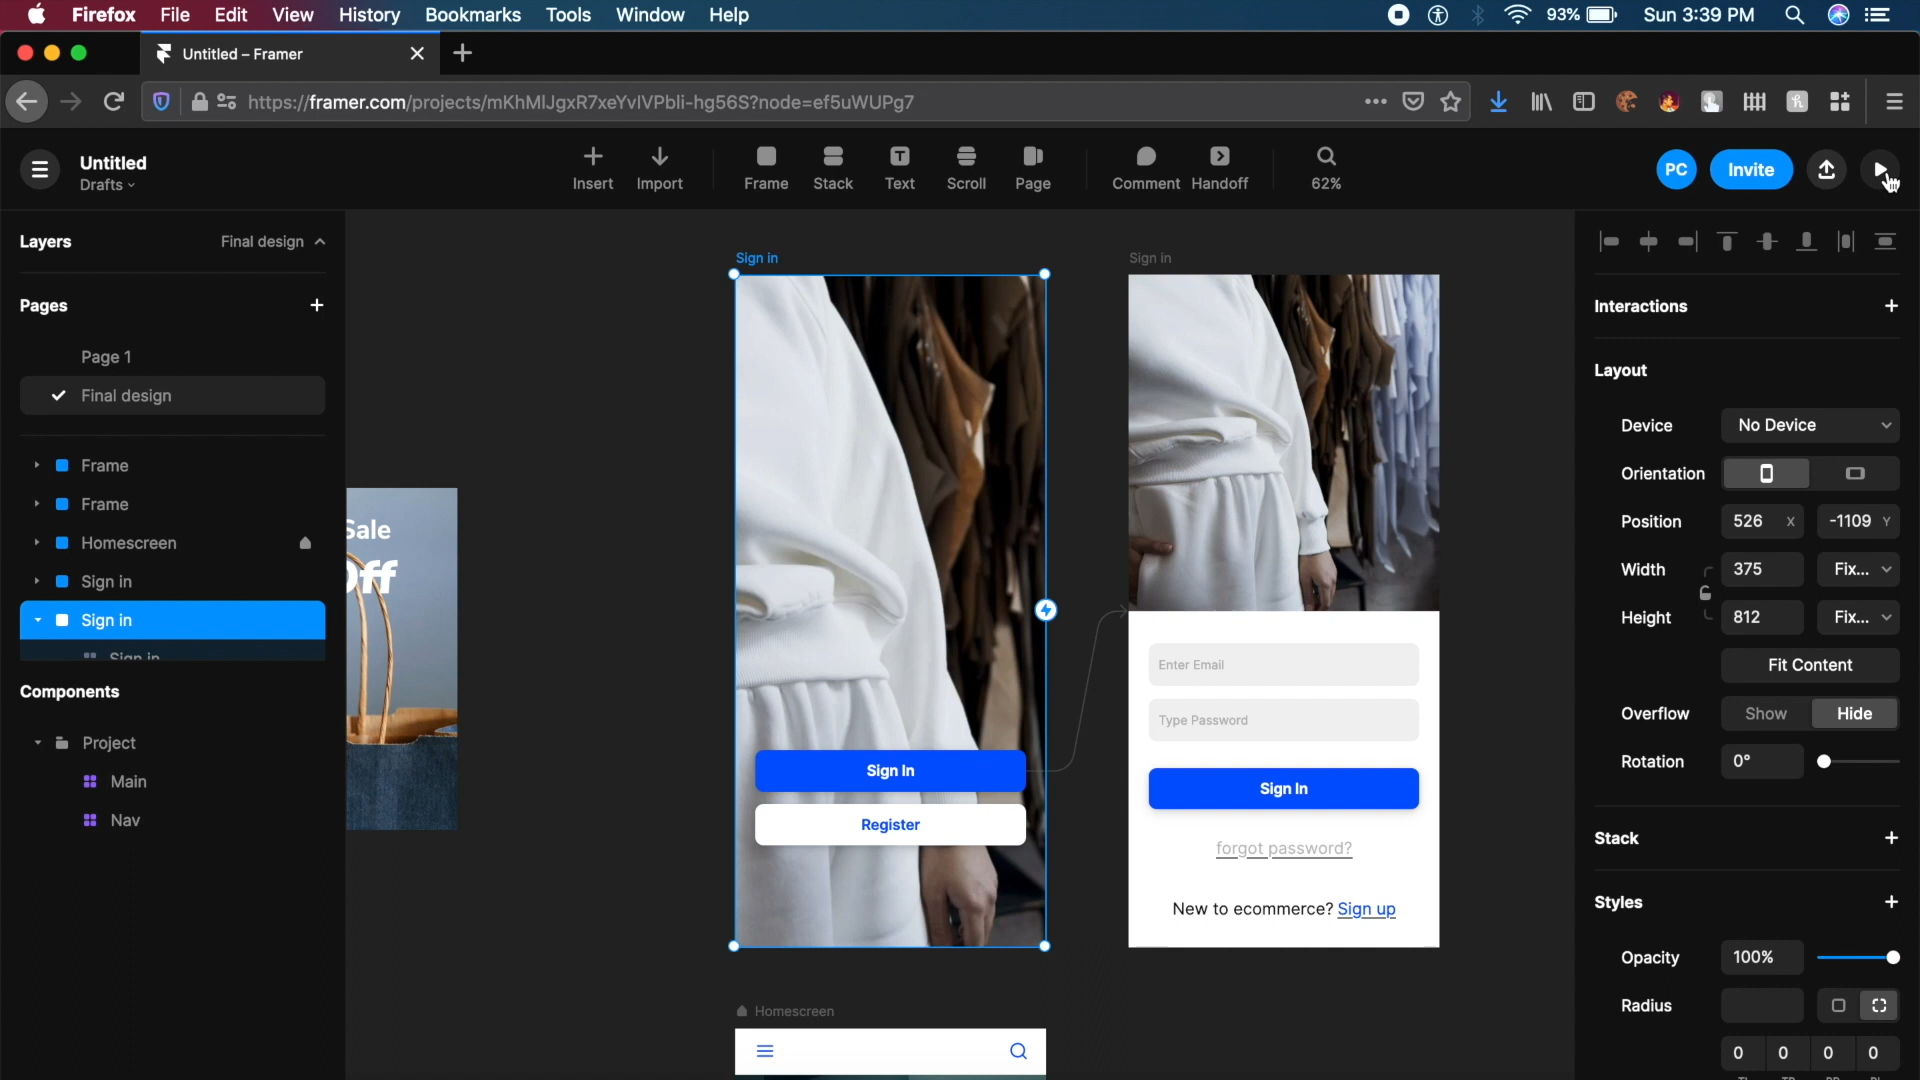 Firefox File Edit View History Bookmarks Tools Window Help 93% Sun 3:39 PM
Untitled – Framer
https://framer.com/projects/mKhMIJgxR7xeYvIVPbli-hg56S?node=ef5uWUPg7
Untitled
Drafts
Insert Import Frame Stack Text Scroll Page Comment Handoff 62%
PC Invite
Layers Final design
Pages
Page 1
Final design
Frame
Frame
Homescreen
Sign in
Sign in
Sign in
Components
Project
Main
Nav
Sale
Off
Sign in
Sign In
Register
Homescreen
Sign in
Enter Email
Type Password
Sign In
forgot password?
New to ecommerce? Sign up
Interactions
Layout
Device No Device
Orientation
Position 526 X -1109 Y
Width 375 Fix...
Height 812 Fix...
Fit Content
Overflow Show Hide
Rotation 0°
Stack
Styles
Opacity 100%
Radius
0 0 0 0